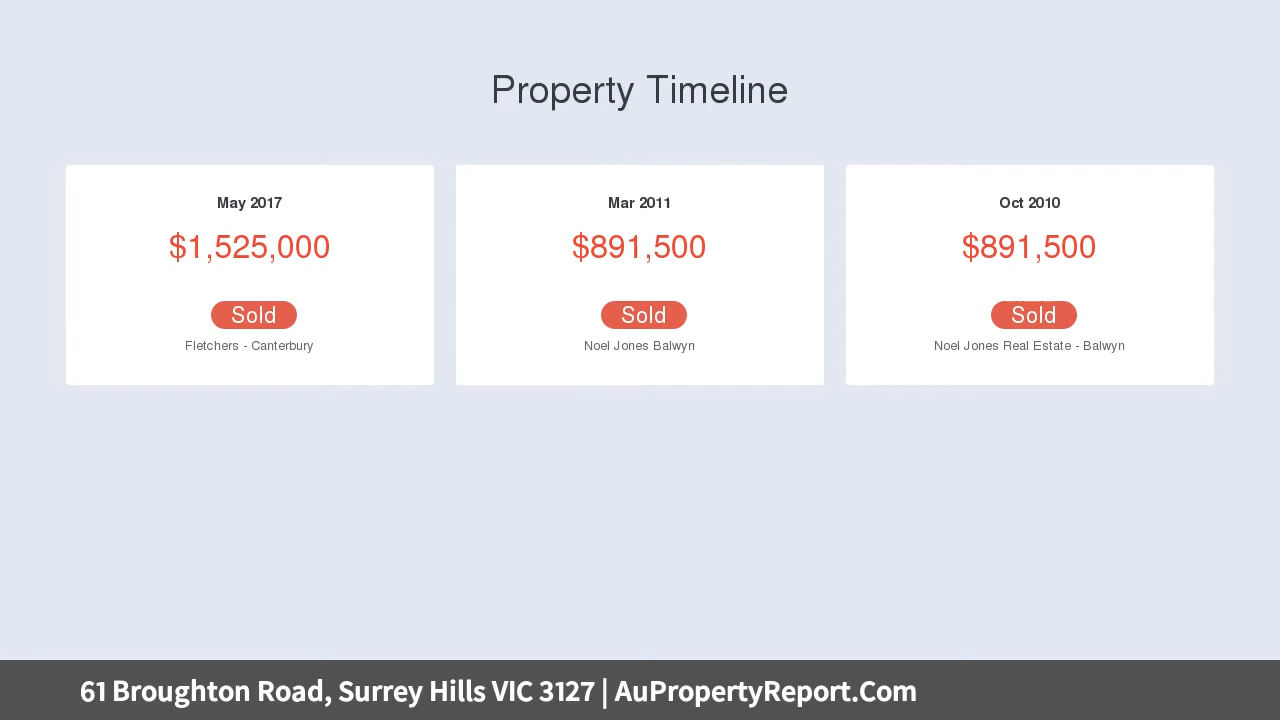 Property Timeline
May 2017
$1,525,000
Sold
Fletchers - Canterbury
Mar 2011
$891,500
Sold
Noel Jones Balwyn
Oct 2010
$891,500
Sold
Noel Jones Real Estate - Balwyn
61 Broughton Road, Surrey Hills VIC 3127 | AuPropertyReport.Com